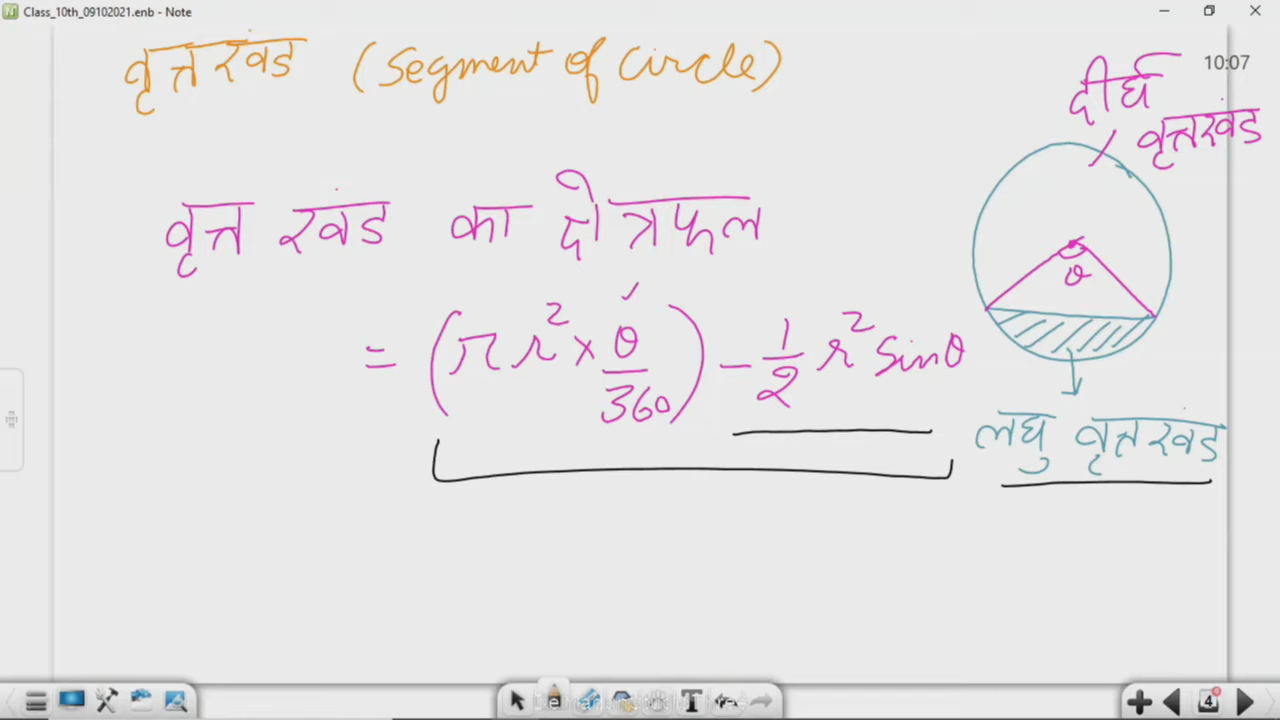 Class_10th_09102021.enb - Note
10:07
वृत्तखंड (Segment of Circle)
दीर्घ
वृत्तखंड
वृत्त खंड का क्षेत्रफल
= (πr² × θ/360) - 1/2 r² sinθ
θ
लघु वृत्तखंड
4